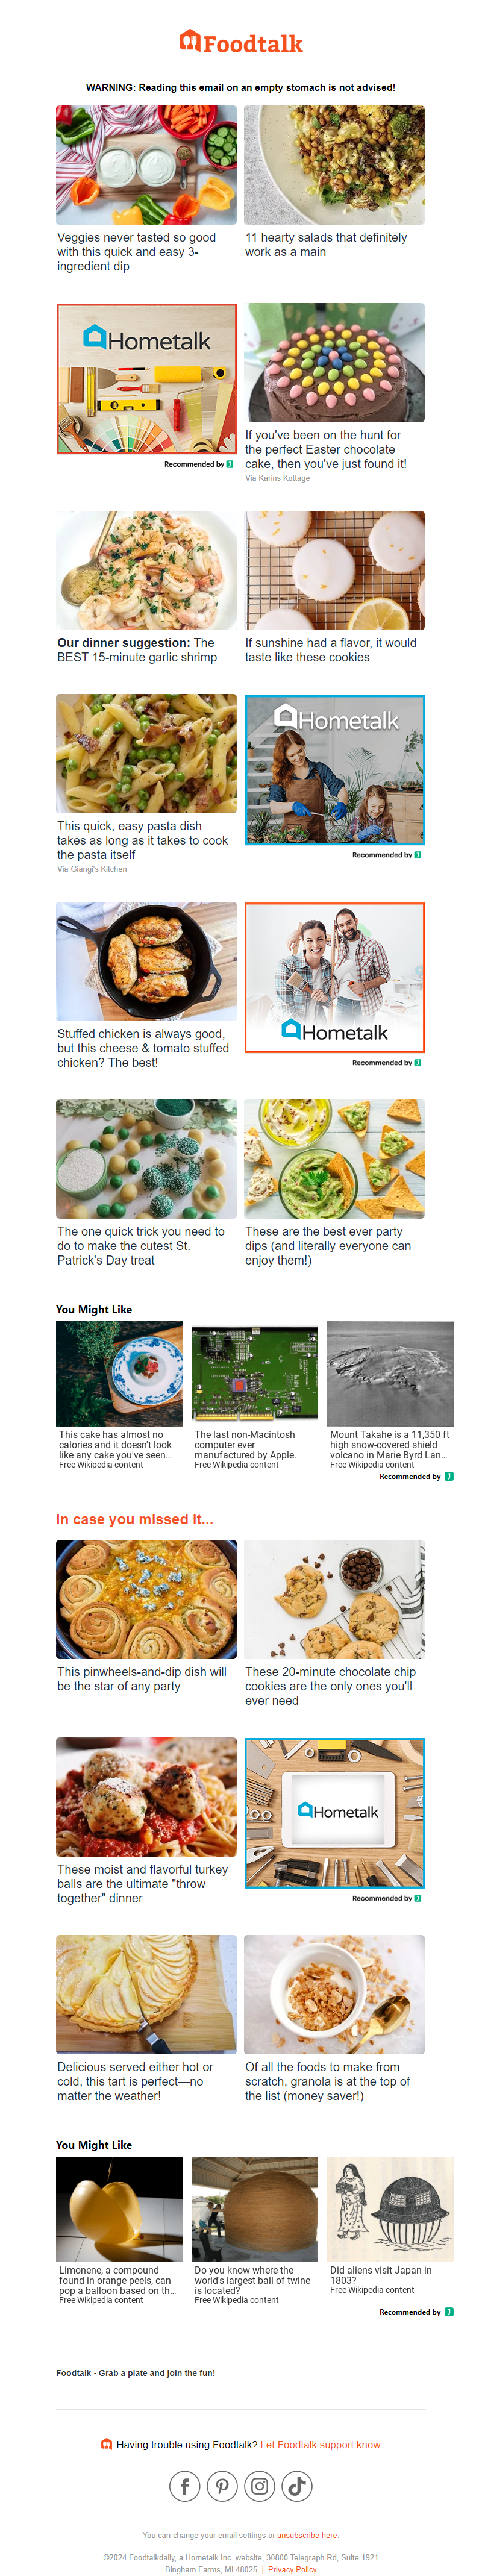 Foodtalk
WARNING: Reading this email on an empty stomach is not advised!
Veggies never tasted so good
with this quick and easy 3-
ingredient dip
11 hearty salads that definitely
work as a main
Hometalk
Recommended by
If you've been on the hunt for
the perfect Easter chocolate
cake, then you've just found it!
Via Karins Kottage
Our dinner suggestion: The
BEST 15-minute garlic shrimp
If sunshine had a flavor, it would
taste like these cookies
This quick, easy pasta dish
takes as long as it takes to cook
the pasta itself
Via Giangi's Kitchen
Hometalk
Recommended by
Stuffed chicken is always good,
but this cheese & tomato stuffed
chicken? The best!
Hometalk
Recommended by
The one quick trick you need to
do to make the cutest St.
Patrick's Day treat
These are the best ever party
dips (and literally everyone can
enjoy them!)
You Might Like
This cake has almost no
calories and it doesn't look
like any cake you've seen...
Free Wikipedia content
The last non-Macintosh
computer ever
manufactured by Apple.
Free Wikipedia content
Mount Takahe is a 11,350 ft
high snow-covered shield
volcano in Marie Byrd Lan...
Free Wikipedia content
Recommended by
In case you missed it...
This pinwheels-and-dip dish will
be the star of any party
These 20-minute chocolate chip
cookies are the only ones you'll
ever need
These moist and flavorful turkey
balls are the ultimate "throw
together" dinner
Hometalk
Recommended by
Delicious served either hot or
cold, this tart is perfect—no
matter the weather!
Of all the foods to make from
scratch, granola is at the top of
the list (money saver!)
You Might Like
Limonene, a compound
found in orange peels, can
pop a balloon based on th...
Free Wikipedia content
Do you know where the
world's largest ball of twine
is located?
Free Wikipedia content
Did aliens visit Japan in
1803?
Free Wikipedia content
Recommended by
Foodtalk - Grab a plate and join the fun!
Having trouble using Foodtalk? Let Foodtalk support know
You can change your email settings or unsubscribe here.
©2024 Foodtalkdaily, a Hometalk Inc. website, 30800 Telegraph Rd, Suite 1921
Bingham Farms, MI 48025 | Privacy Policy